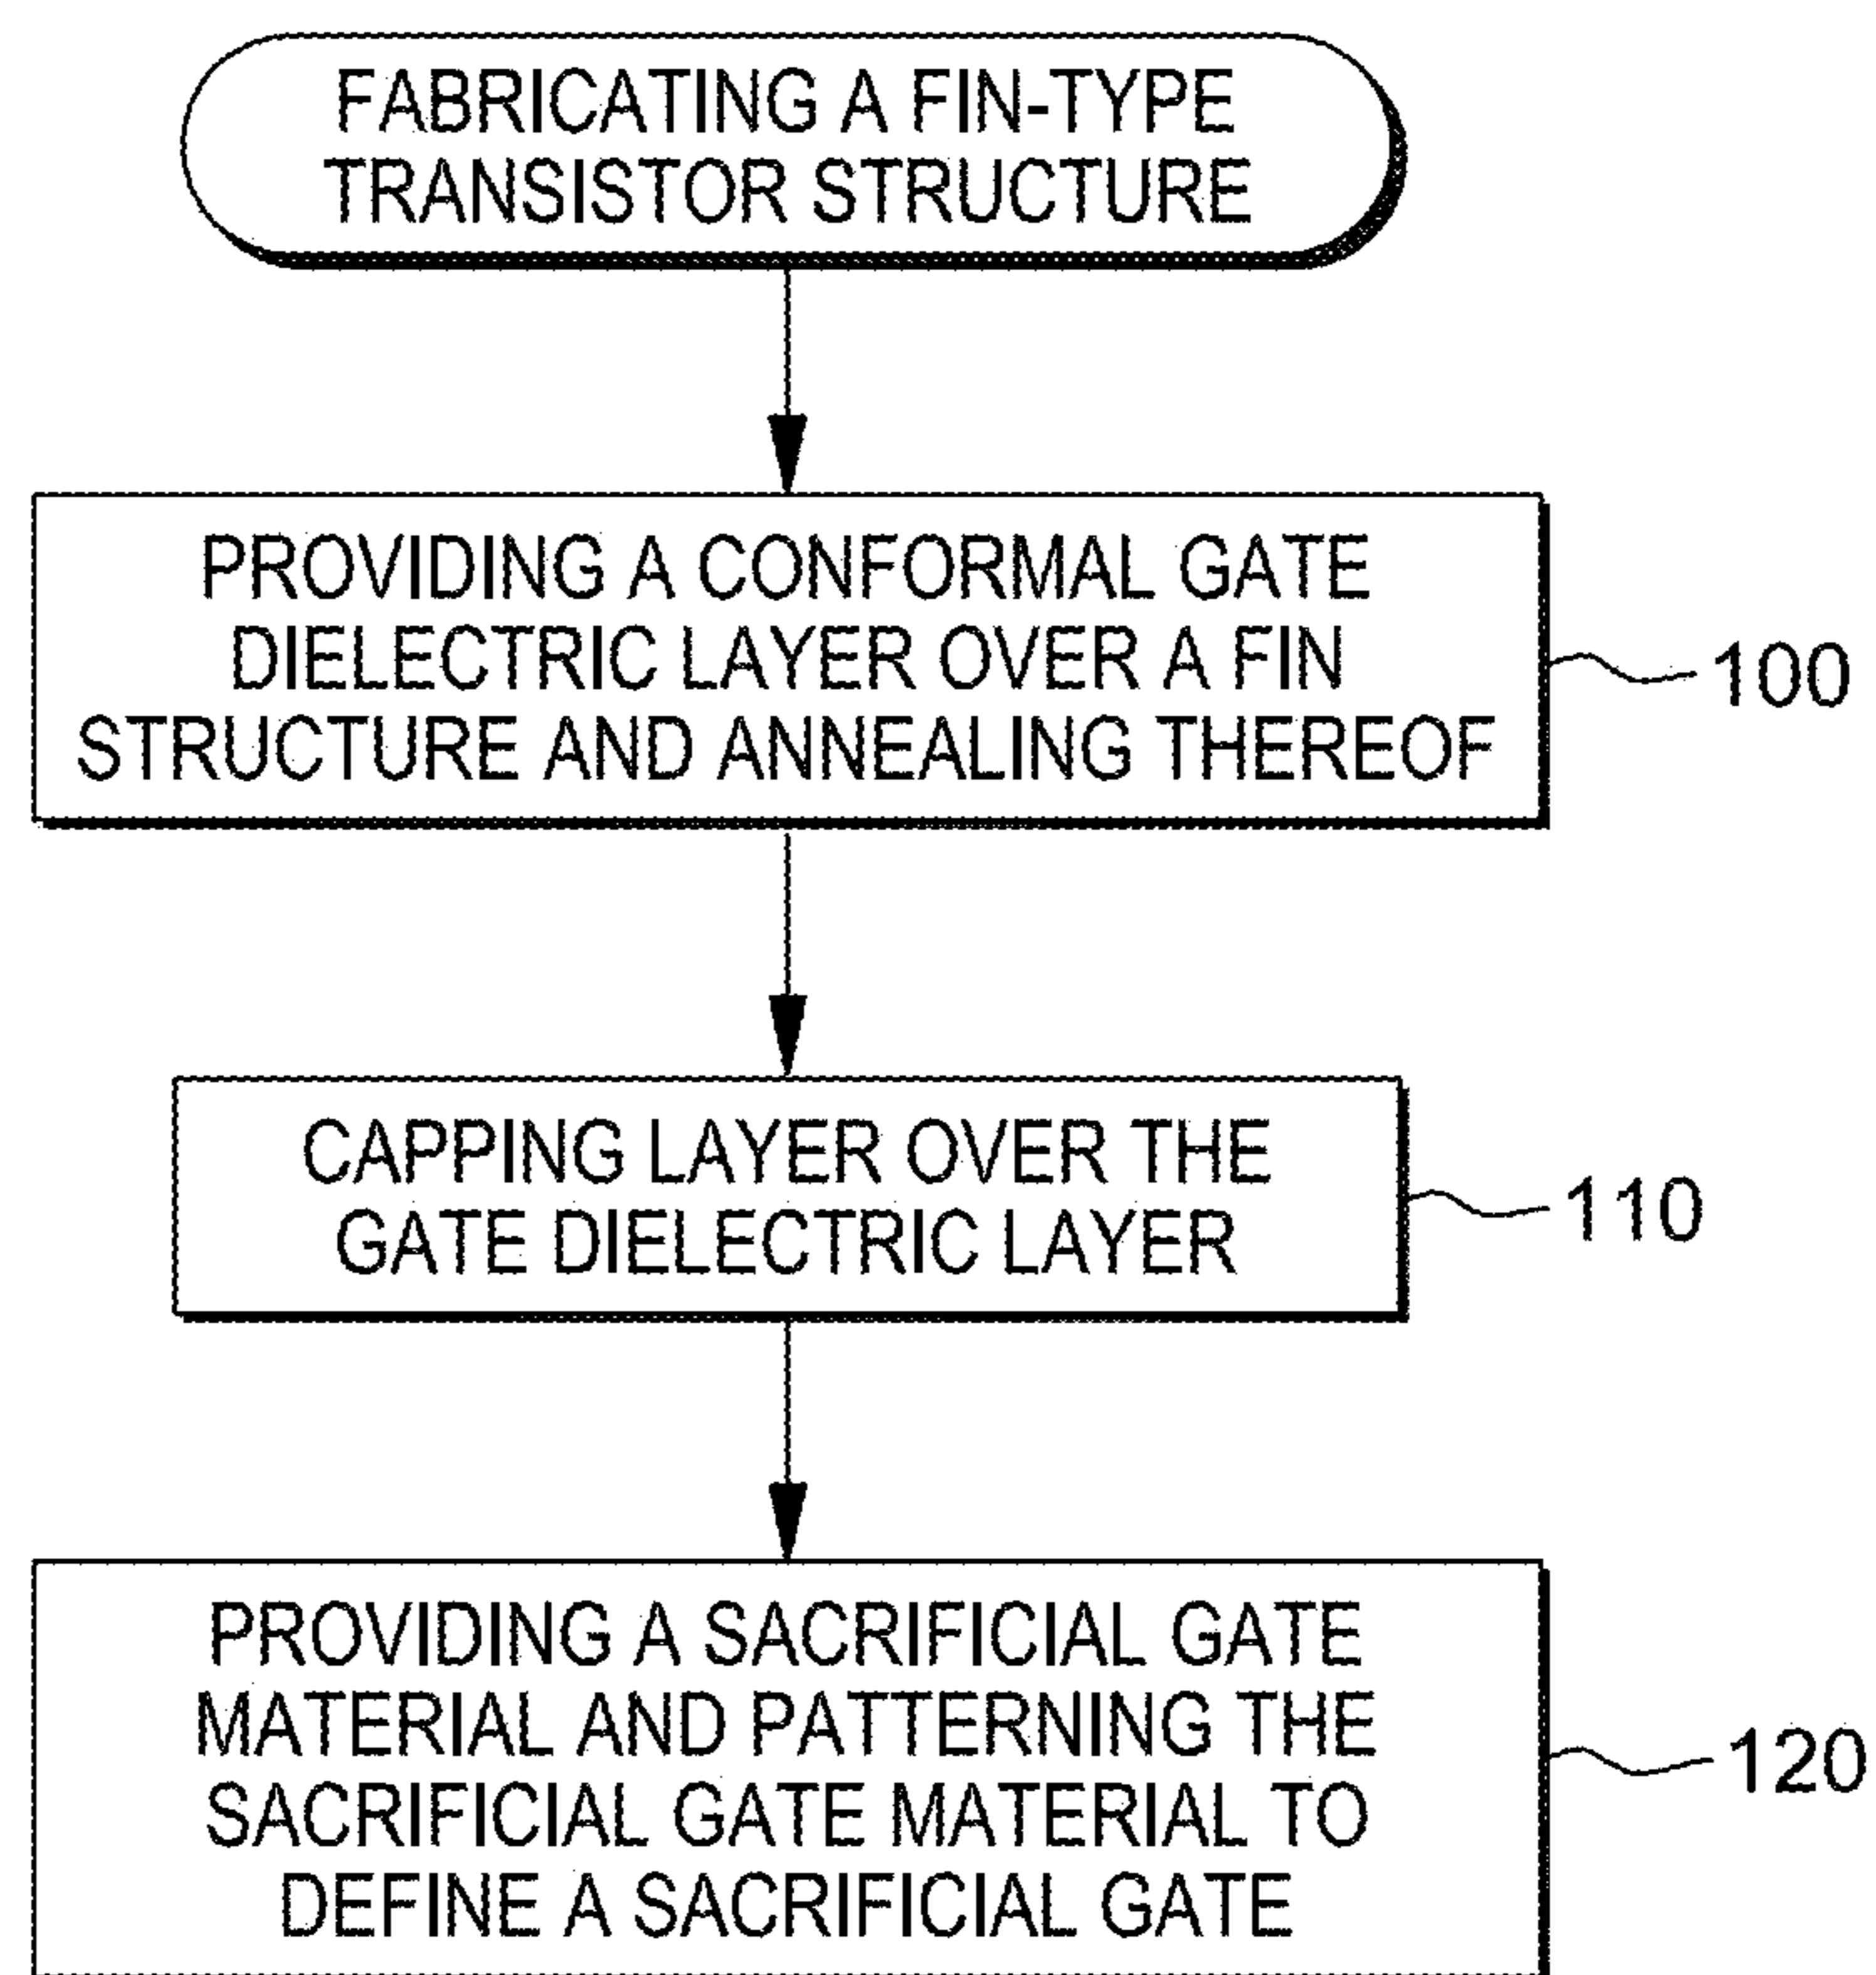 FABRICATING A FIN-TYPE
TRANSISTOR STRUCTURE
PROVIDING A CONFORMAL GATE
DIELECTRIC LAYER OVER A FIN
STRUCTURE AND ANNEALING THEREOF
100
CAPPING LAYER OVER THE
GATE DIELECTRIC LAYER
110
PROVIDING A SACRIFICIAL GATE
MATERIAL AND PATTERNING THE
SACRIFICIAL GATE MATERIAL TO
DEFINE A SACRIFICIAL GATE
120